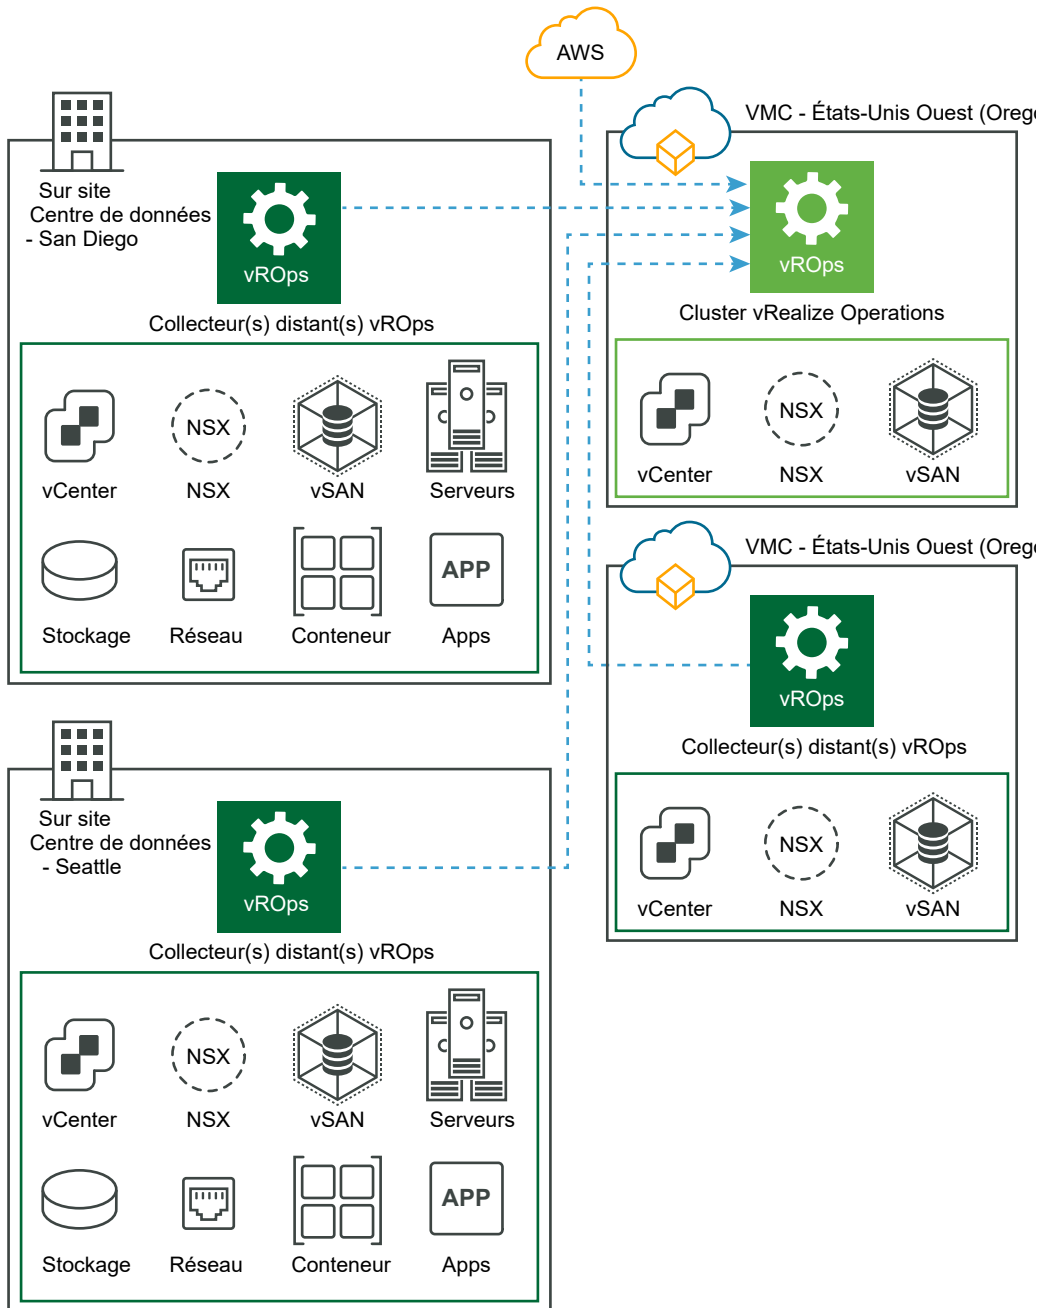 AWS
VMC - États-Unis Ouest (Orego
Sur site
Centre de données
- San Diego
vROps
vROps
Collecteur(s) distant(s) vROps
Cluster vRealize Operations
vCenter
NSX
NSX
vSAN
Serveurs
NSX
vCenter
NSX
vSAN
Stockage
Réseau
Conteneur
APP
Apps
VMC - États-Unis Ouest (Orego
vROps
Collecteur(s) distant(s) vROps
NSX
vCenter
NSX
vSAN
Sur site
Centre de données
- Seattle
vROps
Collecteur(s) distant(s) vROps
vCenter
NSX
NSX
vSAN
Serveurs
Stockage
Réseau
Conteneur
APP
Apps